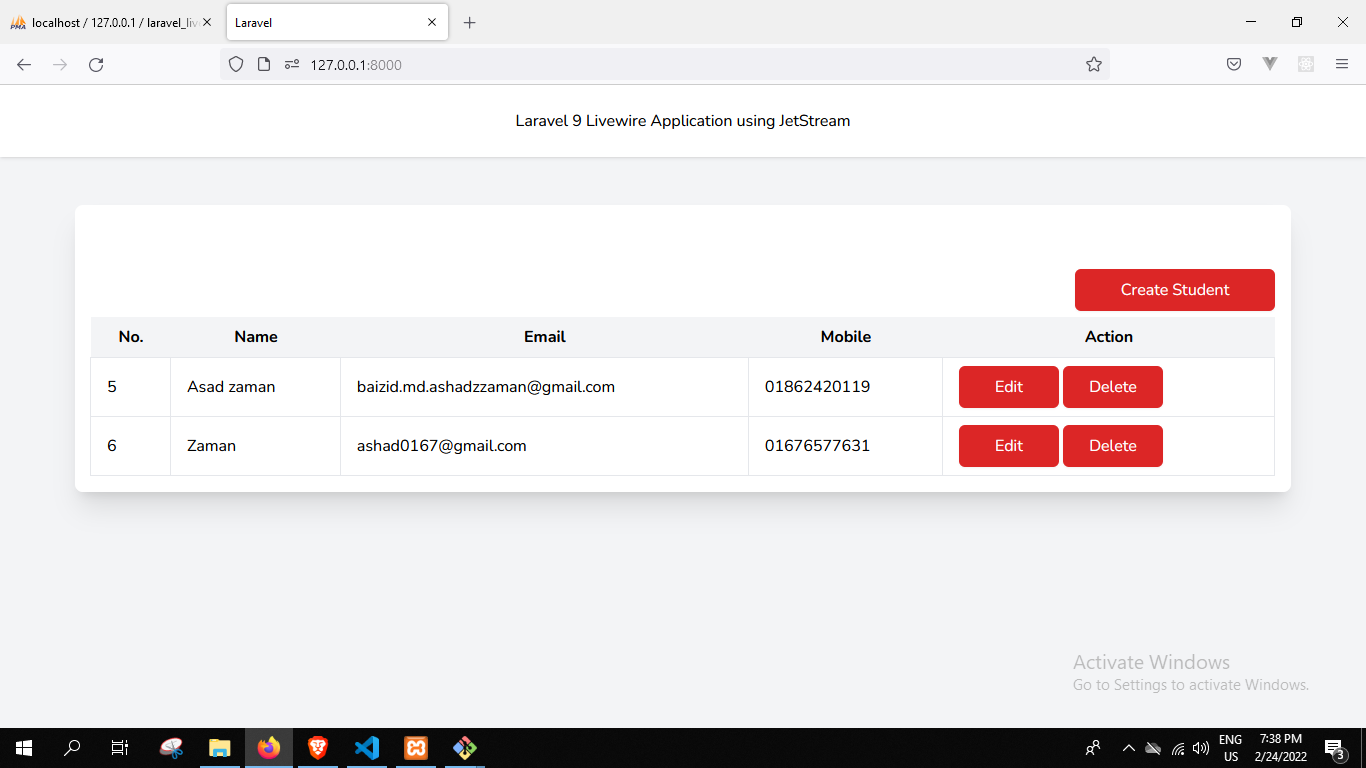 localhost / 127.0.0.1 / laravel_liv
Laravel
127.0.0.1:8000
Laravel 9 Livewire Application using JetStream
Create Student
No. Name Email Mobile Action
5 Asad zaman baizid.md.ashadzzaman@gmail.com 01862420119 Edit Delete
6 Zaman ashad0167@gmail.com 01676577631 Edit Delete
Activate Windows
Go to Settings to activate Windows.
ENG 7:38 PM
US 2/24/2022
3